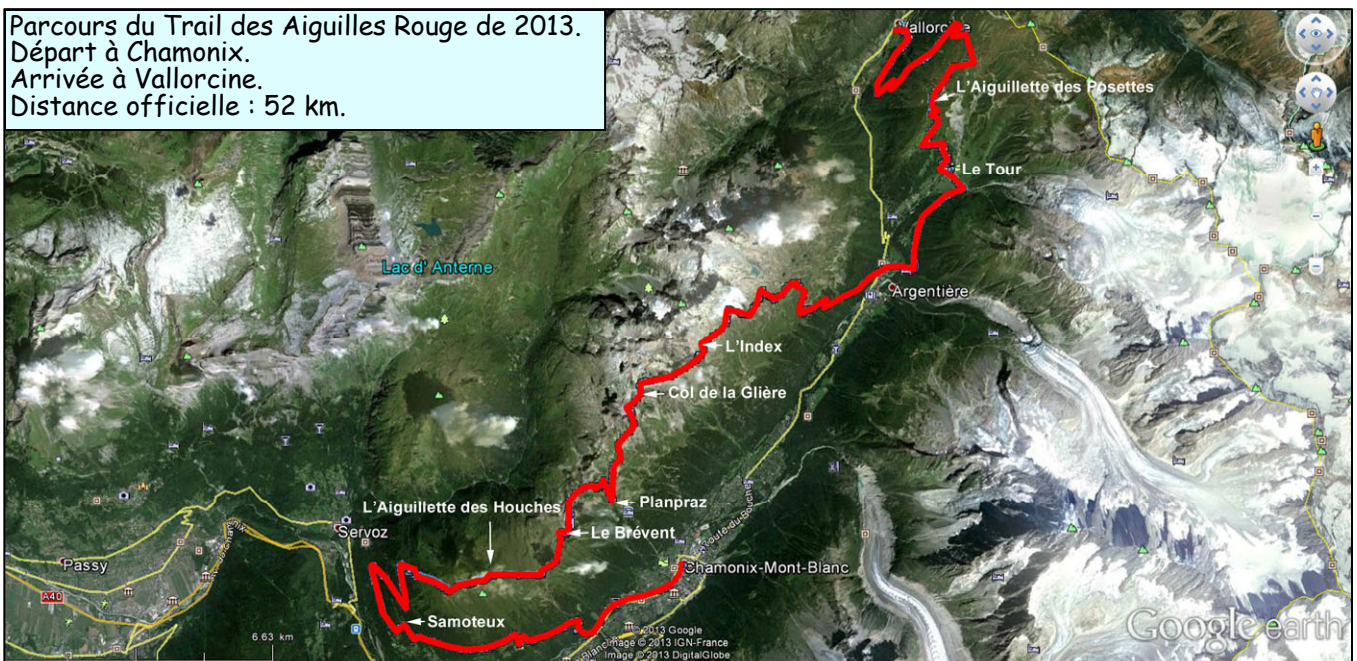 Parcours du Trail des Aiguilles Rouge de 2013.
Départ à Chamonix.
Arrivée à Vallorcine.
Distance officielle : 52 km.
L'Aiguillette des Posettes
Le Tour
Lac d' Anterne
Argentière
L'Index
Col de la Glière
L'Aiguillette des Houches
Planpraz
Servoz
Le Brévent
Passy
Chamonix-Mont-Blanc
A40
Samoteux
6.63 km
© 2013 Google
Image © 2013 IGN-France
Image © 2013 DigitalGlobe
Google earth